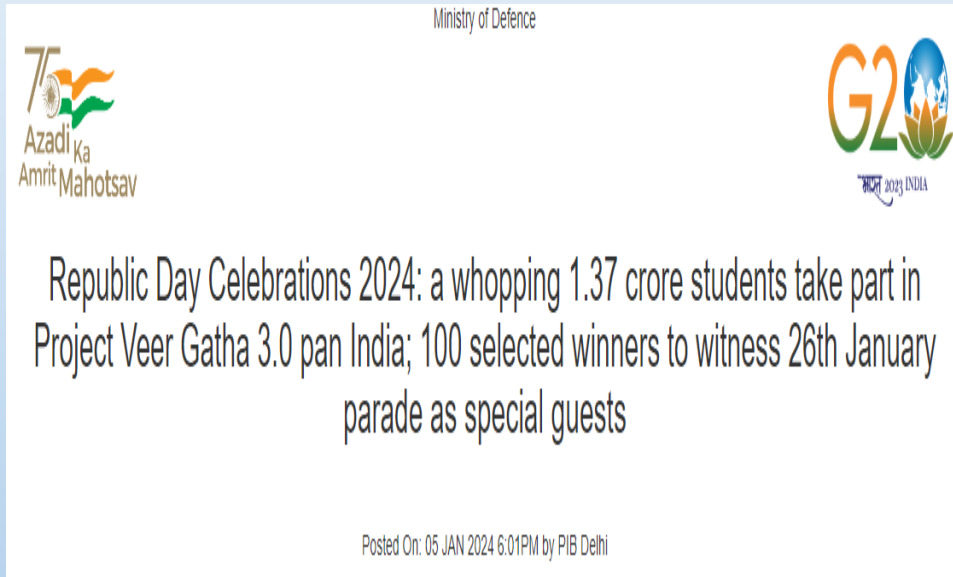 Ministry of Defence
75
Azadi Ka
Amrit Mahotsav
G20
भारत 2023 INDIA
Republic Day Celebrations 2024: a whopping 1.37 crore students take part in
Project Veer Gatha 3.0 pan India; 100 selected winners to witness 26th January
parade as special guests
Posted On: 05 JAN 2024 6:01PM by PIB Delhi